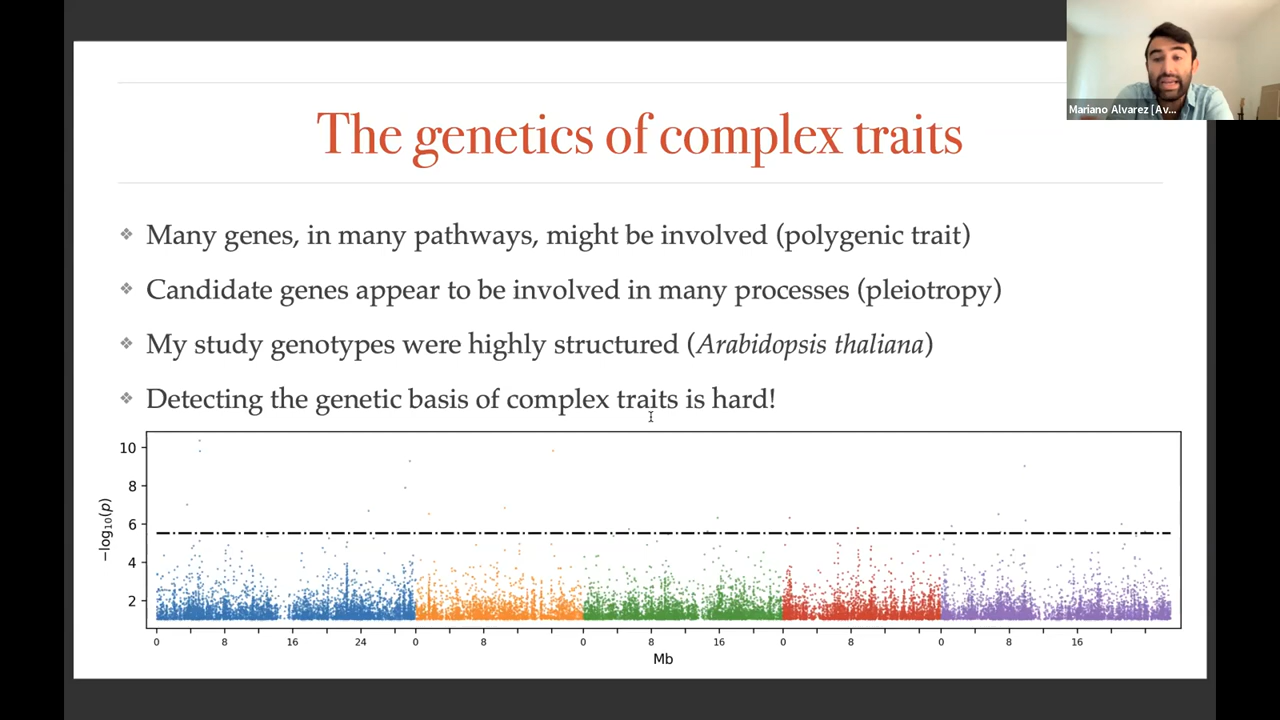 Mariano Alvarez [Av...
The genetics of complex traits
❖ Many genes, in many pathways, might be involved (polygenic trait)
❖ Candidate genes appear to be involved in many processes (pleiotropy)
❖ My study genotypes were highly structured (Arabidopsis thaliana)
❖ Detecting the genetic basis of complex traits is hard!
−log₁₀(p)
10
8
6
4
2
0 8 16 24 0 8 0 8 16 0 8 0 8 16
Mb